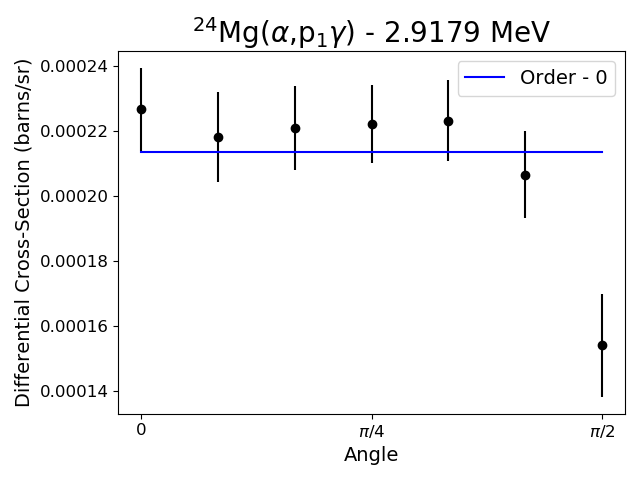 ²⁴Mg(α,p₁γ) - 2.9179 MeV
Order - 0
Differential Cross-Section (barns/sr)
0.00024
0.00022
0.00020
0.00018
0.00016
0.00014
0 π/4 π/2
Angle